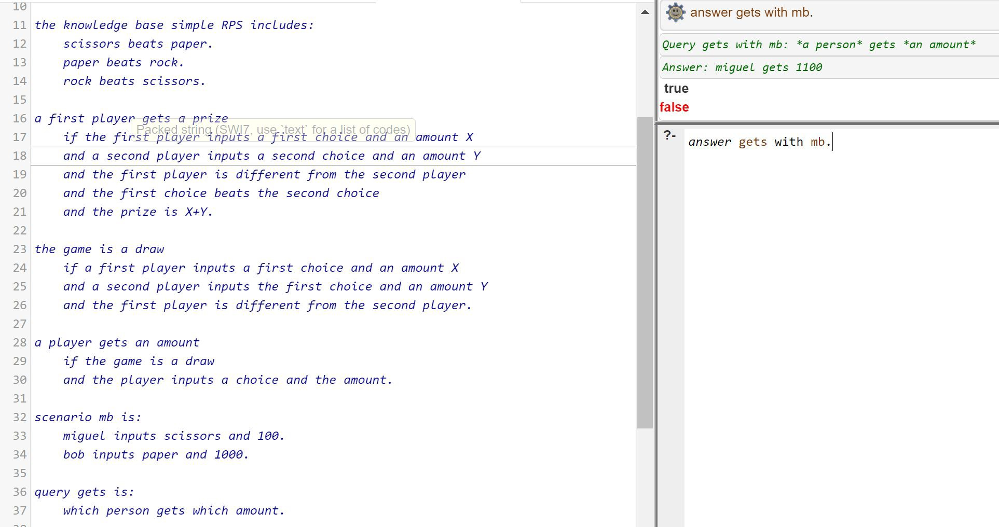 10
11 the knowledge base simple RPS includes:
12 scissors beats paper.
13 paper beats rock.
14 rock beats scissors.
15
16 a first player gets a prize
Packed string (SWI7, use `text` for a list of codes)
17 if the first player inputs a first choice and an amount X
18 and a second player inputs a second choice and an amount Y
19 and the first player is different from the second player
20 and the first choice beats the second choice
21 and the prize is X+Y.
22
23 the game is a draw
24 if a first player inputs a first choice and an amount X
25 and a second player inputs the first choice and an amount Y
26 and the first player is different from the second player.
27
28 a player gets an amount
29 if the game is a draw
30 and the player inputs a choice and the amount.
31
32 scenario mb is:
33 miguel inputs scissors and 100.
34 bob inputs paper and 1000.
35
36 query gets is:
37 which person gets which amount.
38
answer gets with mb.
Query gets with mb: *a person* gets *an amount*
Answer: miguel gets 1100
true
false
?- answer gets with mb.